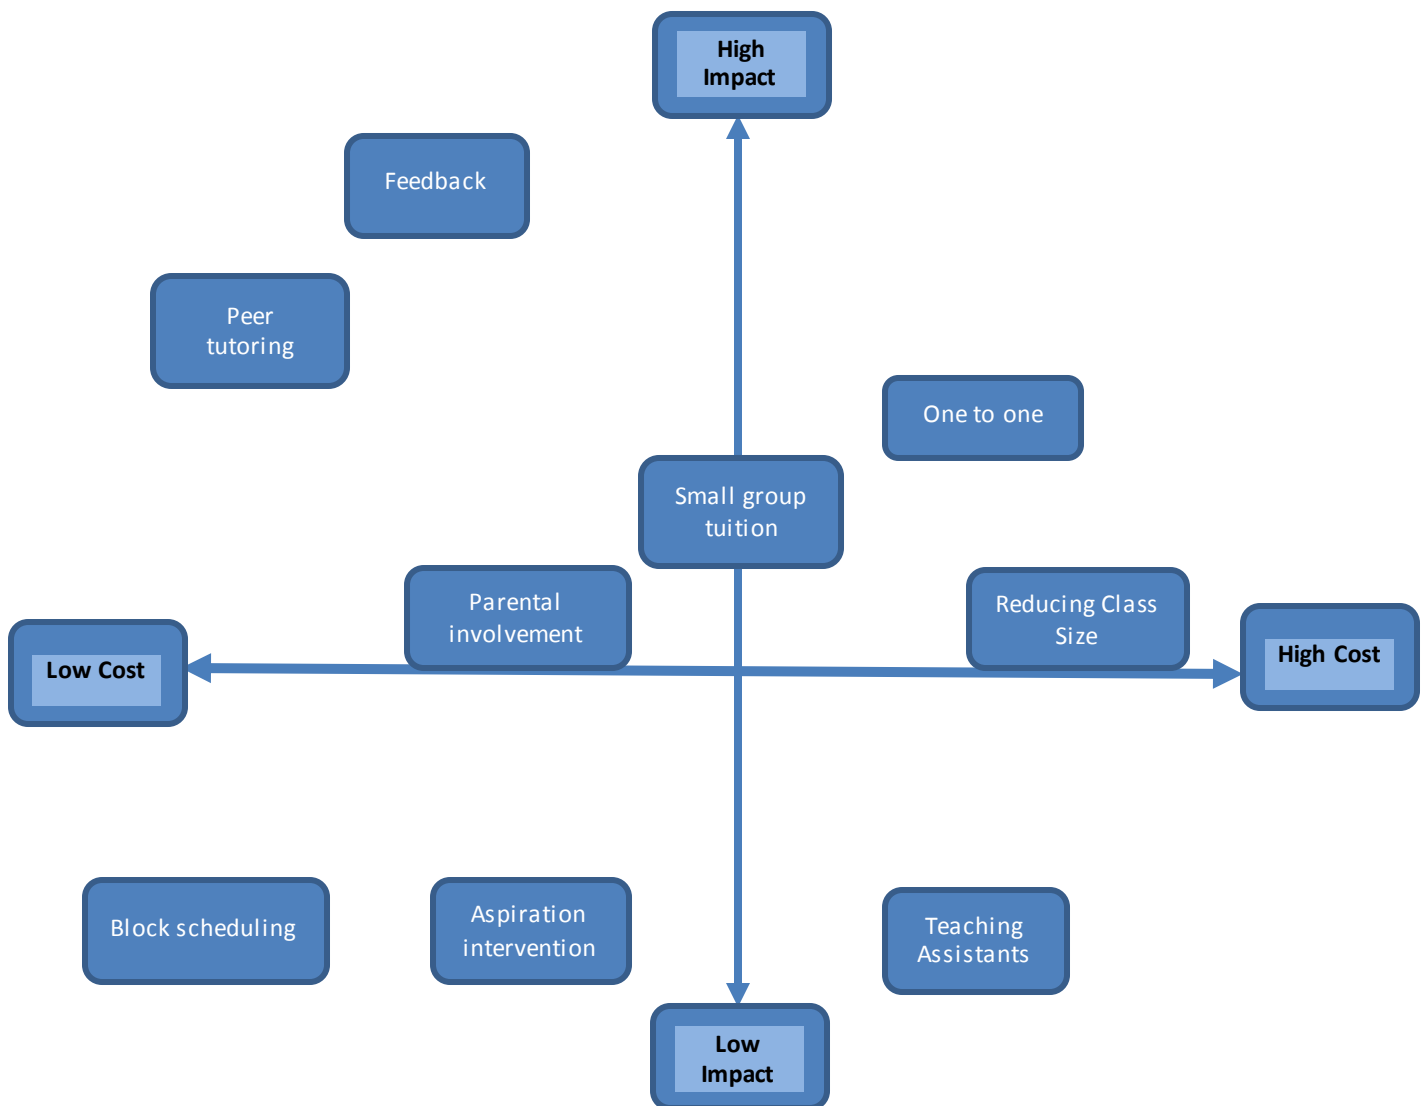 High
Impact
Feedback
Peer
tutoring
One to one
Small group
tuition
Parental
involvement
Reducing Class
Size
Low Cost
High Cost
Block scheduling
Aspiration
intervention
Teaching
Assistants
Low
Impact